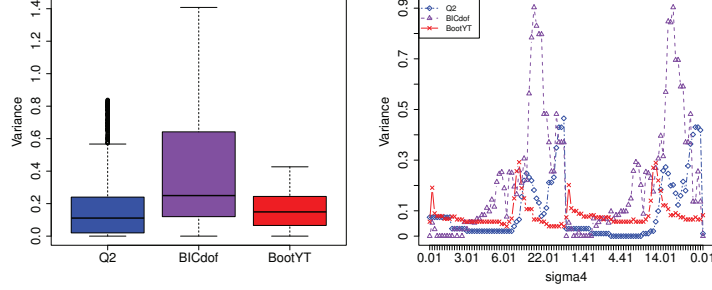 Variance
0.0 0.2 0.4 0.6 0.8 1.0 1.2 1.4
Q2 BICdof BootYT
Q2
BICdof
BootYT
Variance
0 0.1 0.3 0.5 0.7 0.9
0.01 3.01 6.01 22.01 1.41 4.41 14.01 0.01
sigma4